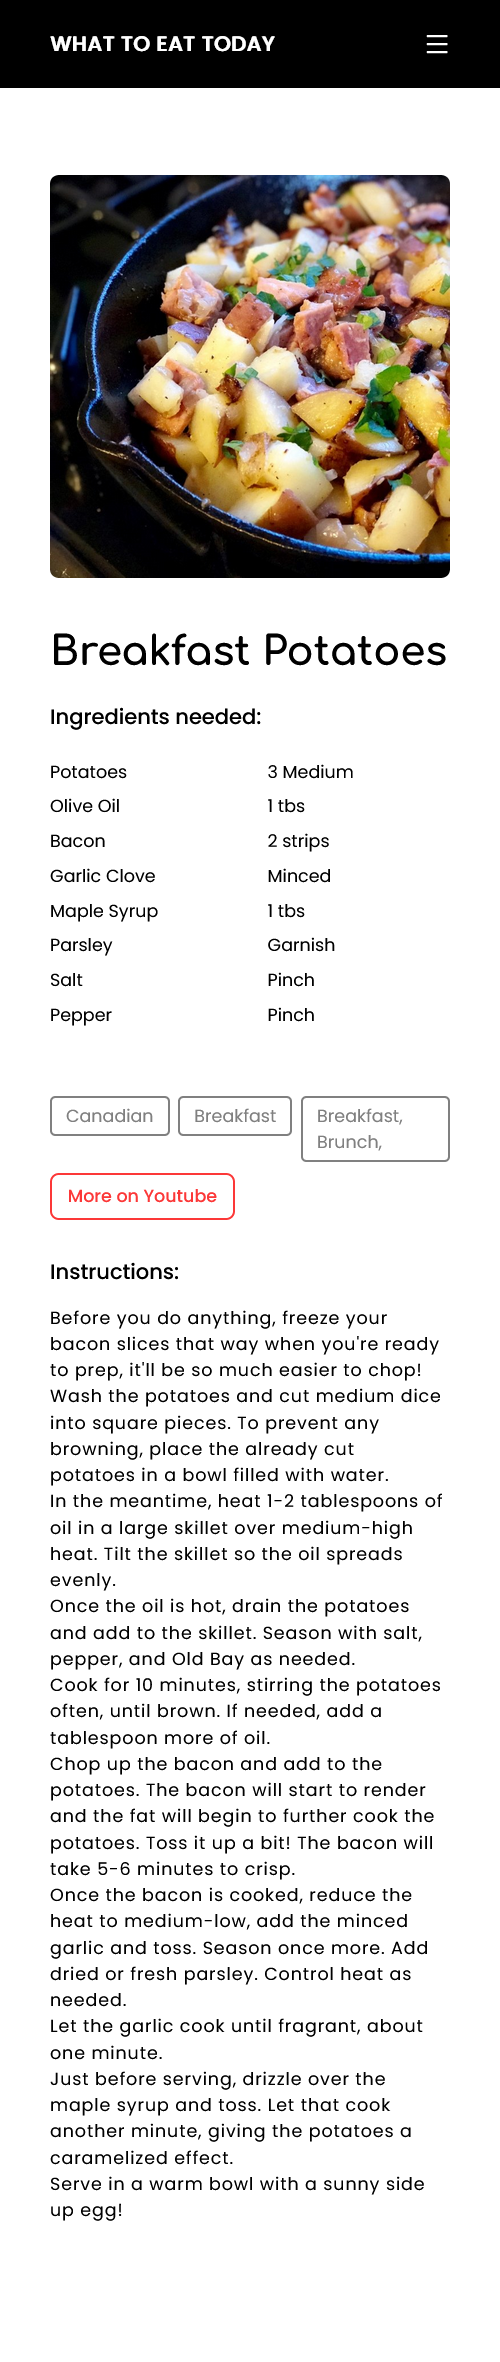 WHAT TO EAT TODAY
Breakfast Potatoes
Ingredients needed:
Potatoes 3 Medium
Olive Oil 1 tbs
Bacon 2 strips
Garlic Clove Minced
Maple Syrup 1 tbs
Parsley Garnish
Salt Pinch
Pepper Pinch
Canadian Breakfast Breakfast,
Brunch,
More on Youtube
Instructions:
Before you do anything, freeze your
bacon slices that way when you're ready
to prep, it'll be so much easier to chop!
Wash the potatoes and cut medium dice
into square pieces. To prevent any
browning, place the already cut
potatoes in a bowl filled with water.
In the meantime, heat 1-2 tablespoons of
oil in a large skillet over medium-high
heat. Tilt the skillet so the oil spreads
evenly.
Once the oil is hot, drain the potatoes
and add to the skillet. Season with salt,
pepper, and Old Bay as needed.
Cook for 10 minutes, stirring the potatoes
often, until brown. If needed, add a
tablespoon more of oil.
Chop up the bacon and add to the
potatoes. The bacon will start to render
and the fat will begin to further cook the
potatoes. Toss it up a bit! The bacon will
take 5-6 minutes to crisp.
Once the bacon is cooked, reduce the
heat to medium-low, add the minced
garlic and toss. Season once more. Add
dried or fresh parsley. Control heat as
needed.
Let the garlic cook until fragrant, about
one minute.
Just before serving, drizzle over the
maple syrup and toss. Let that cook
another minute, giving the potatoes a
caramelized effect.
Serve in a warm bowl with a sunny side
up egg!